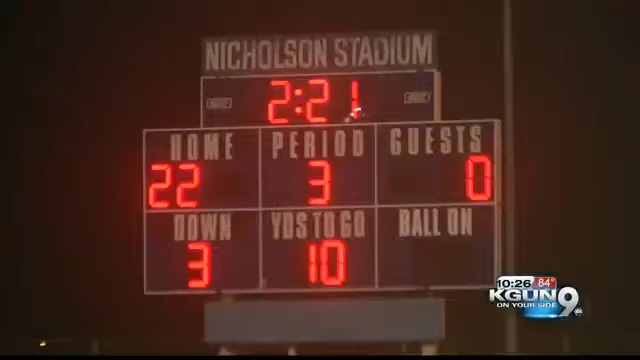 NICHOLSON STADIUM
2:21
HOME PERIOD GUESTS
22 3 0
DOWN YDS TO GO BALL ON
3 10
10:26 84°
KGUN 9
ON YOUR SIDE abc